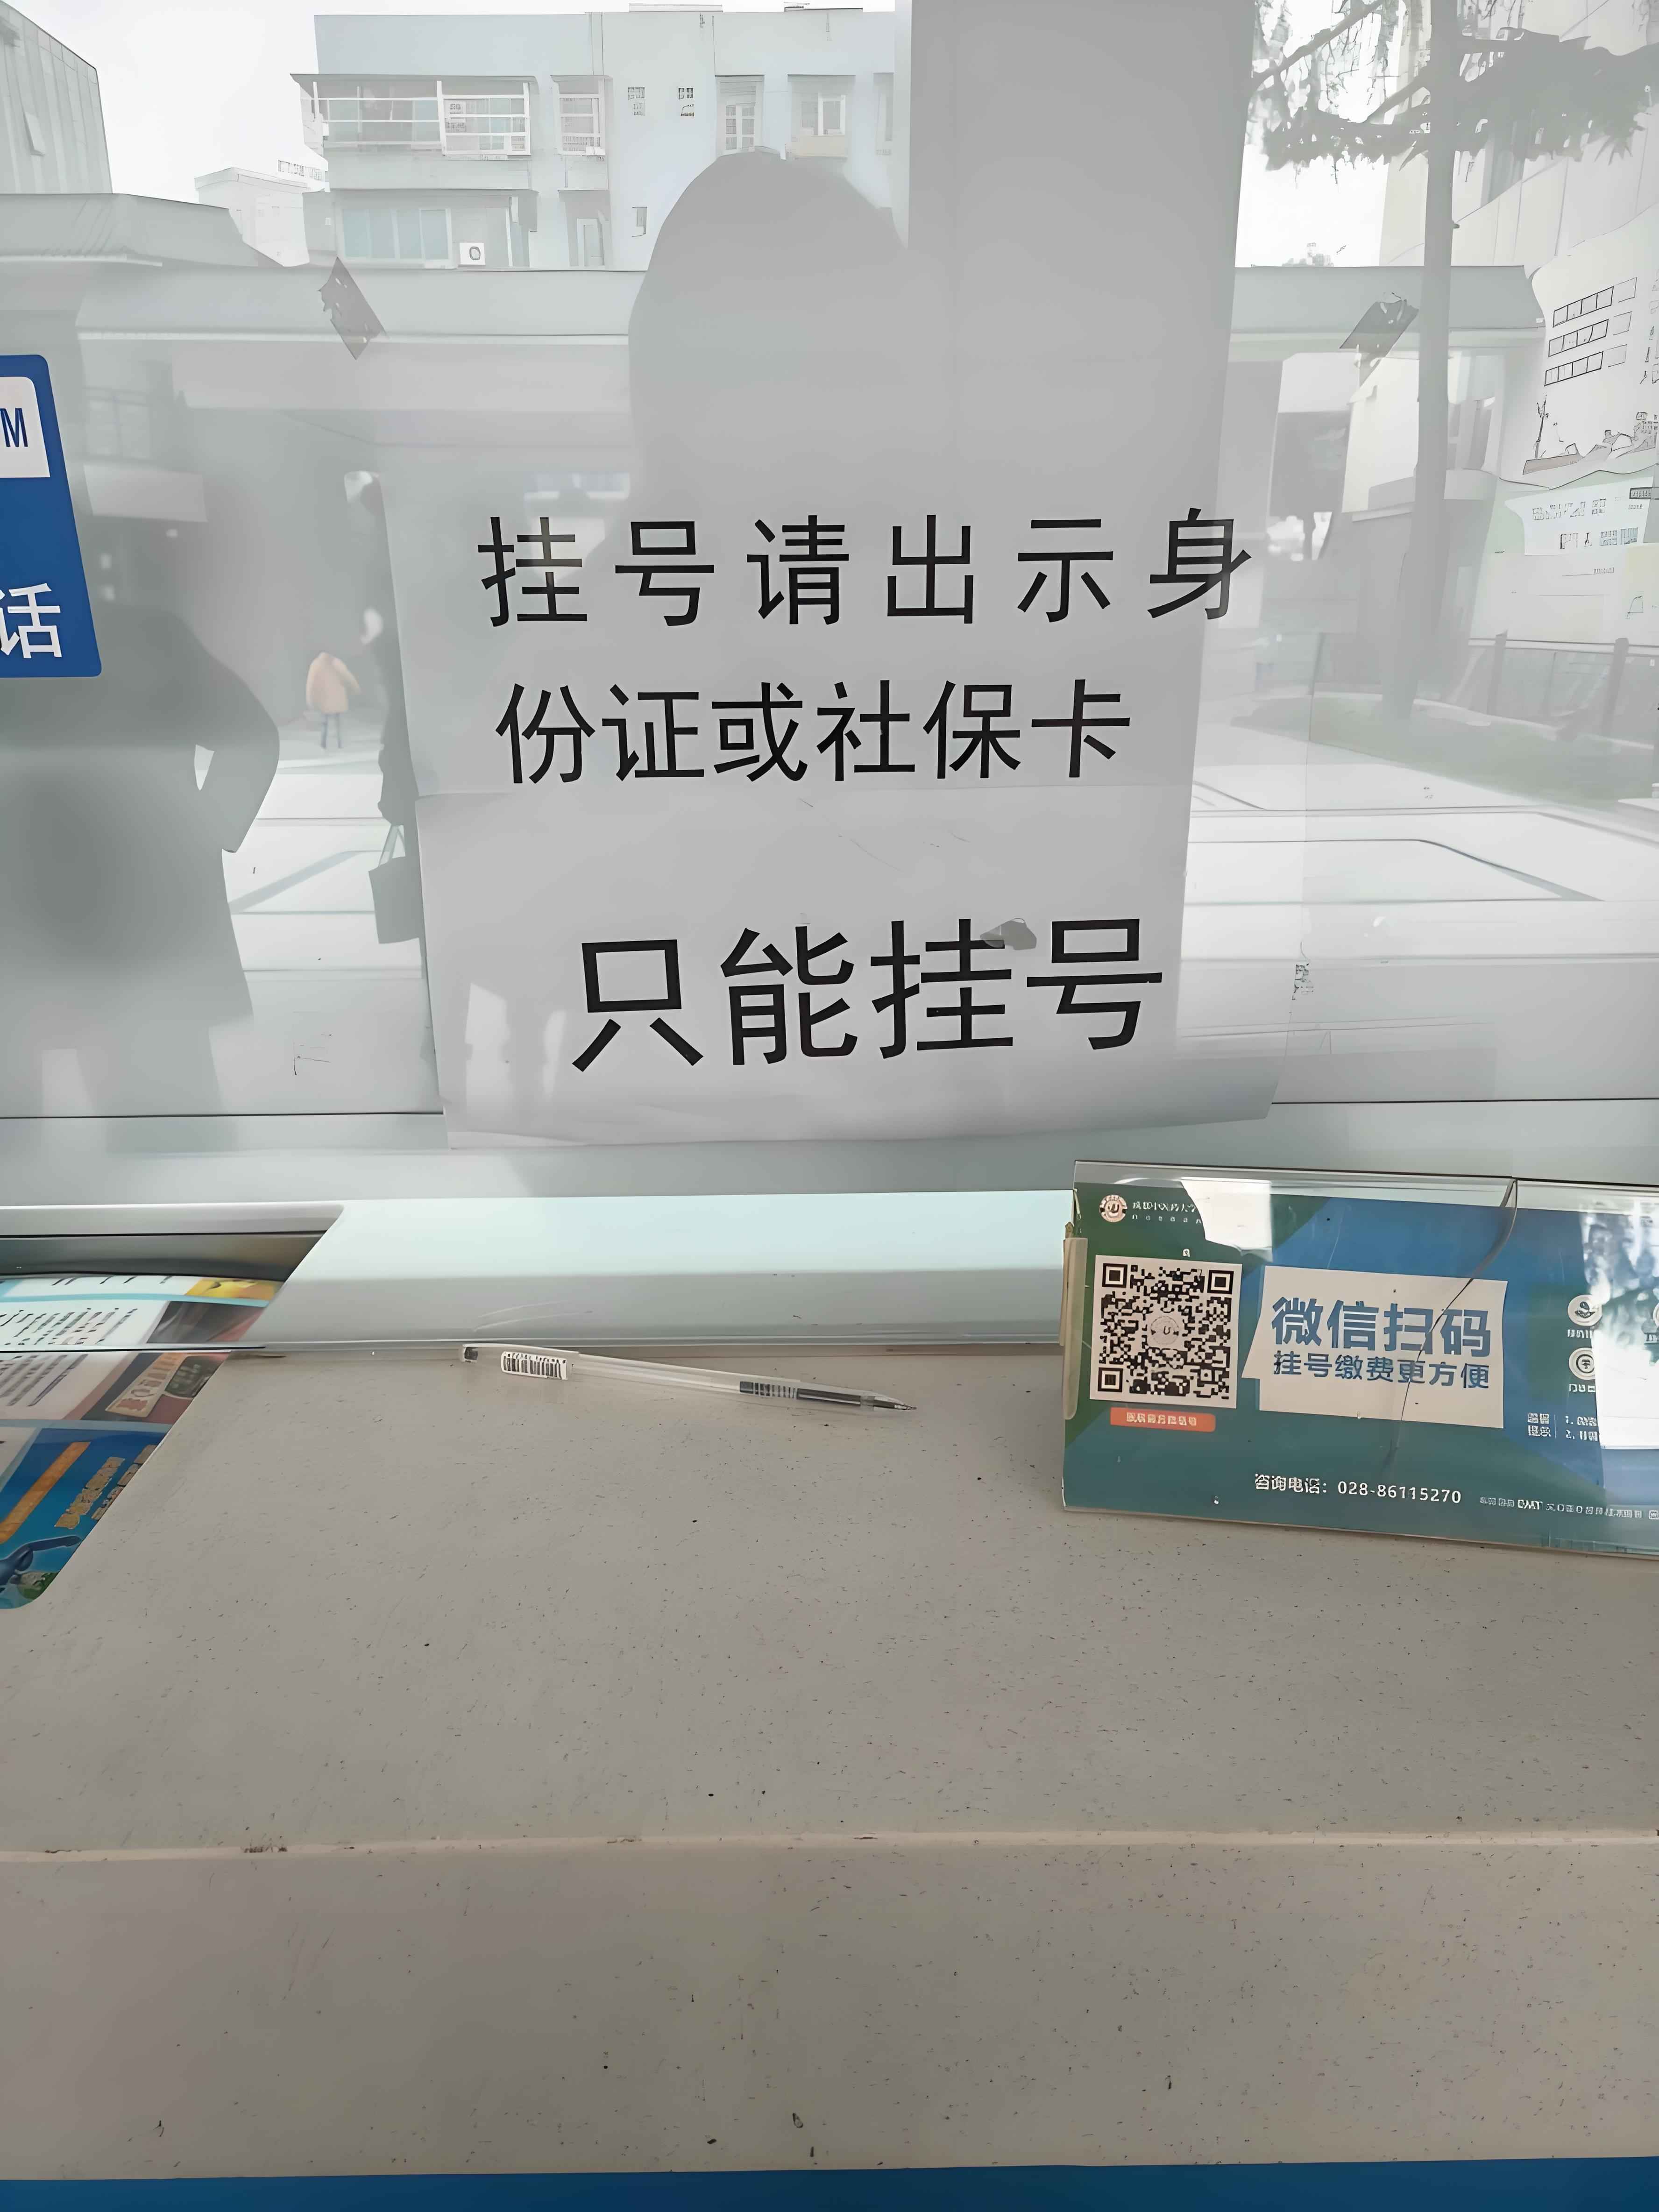 M
话
挂号请出示身
份证或社保卡
只能挂号
微信扫码
挂号缴费更方便
咨询电话：028-86115270